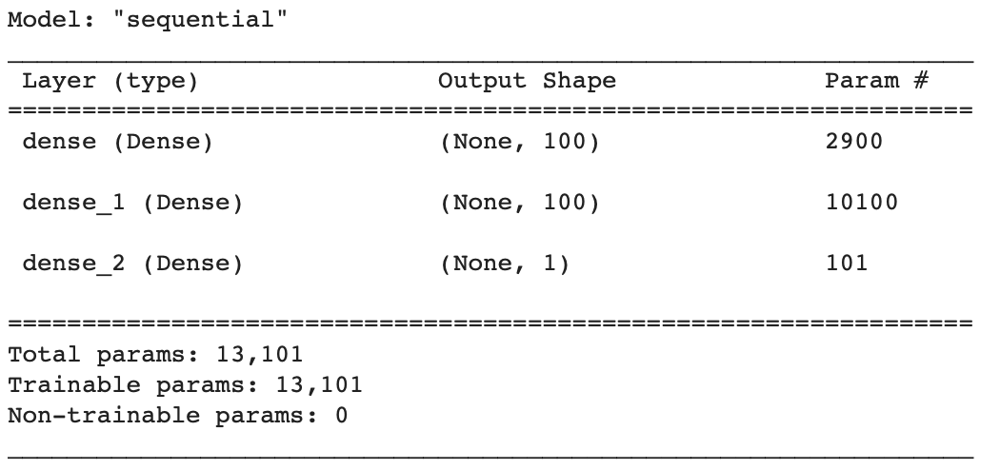 Model: "sequential"
_________________________________________________________________
Layer (type) Output Shape Param #
=================================================================
dense (Dense) (None, 100) 2900
dense_1 (Dense) (None, 100) 10100
dense_2 (Dense) (None, 1) 101
=================================================================
Total params: 13,101
Trainable params: 13,101
Non-trainable params: 0
_________________________________________________________________